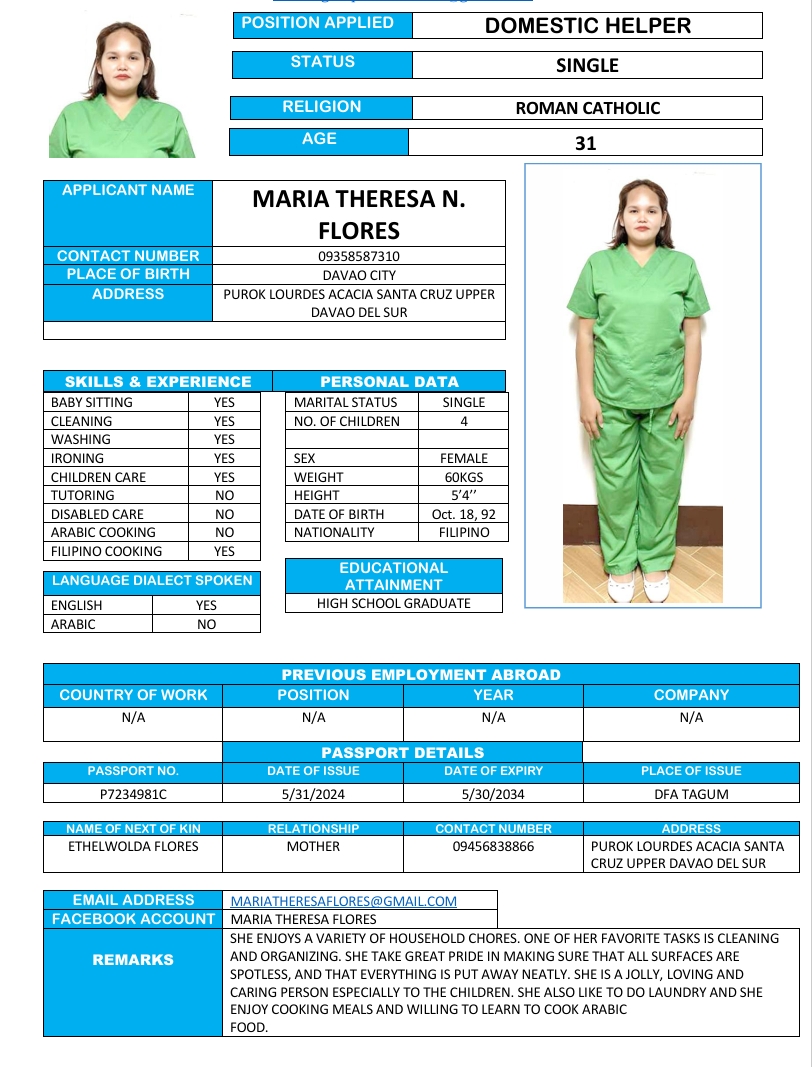 POSITION APPLIED DOMESTIC HELPER
STATUS SINGLE
RELIGION ROMAN CATHOLIC
AGE 31
APPLICANT NAME MARIA THERESA N.
FLORES
CONTACT NUMBER 09358587310
PLACE OF BIRTH DAVAO CITY
ADDRESS PUROK LOURDES ACACIA SANTA CRUZ UPPER
DAVAO DEL SUR
SKILLS & EXPERIENCE
BABY SITTING YES
CLEANING YES
WASHING YES
IRONING YES
CHILDREN CARE YES
TUTORING NO
DISABLED CARE NO
ARABIC COOKING NO
FILIPINO COOKING YES
LANGUAGE DIALECT SPOKEN
ENGLISH YES
ARABIC NO
PERSONAL DATA
MARITAL STATUS SINGLE
NO. OF CHILDREN 4
SEX FEMALE
WEIGHT 60KGS
HEIGHT 5’4’’
DATE OF BIRTH Oct. 18, 92
NATIONALITY FILIPINO
EDUCATIONAL
ATTAINMENT
HIGH SCHOOL GRADUATE
PREVIOUS EMPLOYMENT ABROAD
COUNTRY OF WORK POSITION YEAR COMPANY
N/A N/A N/A N/A
PASSPORT DETAILS
PASSPORT NO. DATE OF ISSUE DATE OF EXPIRY PLACE OF ISSUE
P7234981C 5/31/2024 5/30/2034 DFA TAGUM
NAME OF NEXT OF KIN RELATIONSHIP CONTACT NUMBER ADDRESS
ETHELWOLDA FLORES MOTHER 09456838866 PUROK LOURDES ACACIA SANTA
CRUZ UPPER DAVAO DEL SUR
EMAIL ADDRESS MARIATHERESAFLORES@GMAIL.COM
FACEBOOK ACCOUNT MARIA THERESA FLORES
REMARKS
SHE ENJOYS A VARIETY OF HOUSEHOLD CHORES. ONE OF HER FAVORITE TASKS IS CLEANING
AND ORGANIZING. SHE TAKE GREAT PRIDE IN MAKING SURE THAT ALL SURFACES ARE
SPOTLESS, AND THAT EVERYTHING IS PUT AWAY NEATLY. SHE IS A JOLLY, LOVING AND
CARING PERSON ESPECIALLY TO THE CHILDREN. SHE ALSO LIKE TO DO LAUNDRY AND SHE
ENJOY COOKING MEALS AND WILLING TO LEARN TO COOK ARABIC
FOOD.